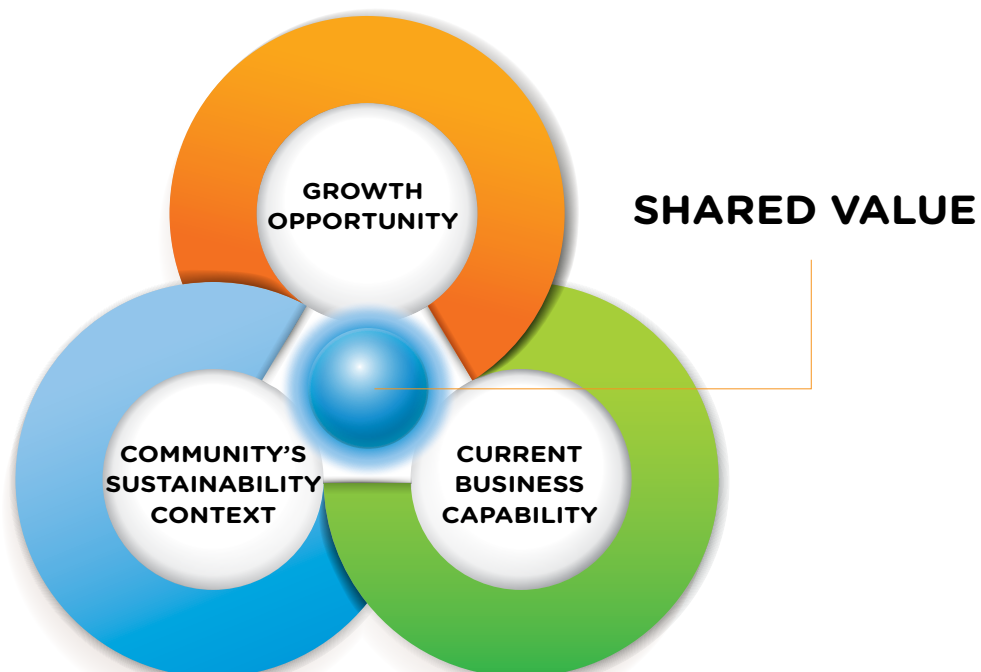 GROWTH
OPPORTUNITY
SHARED VALUE
COMMUNITY'S
SUSTAINABILITY
CONTEXT
CURRENT
BUSINESS
CAPABILITY